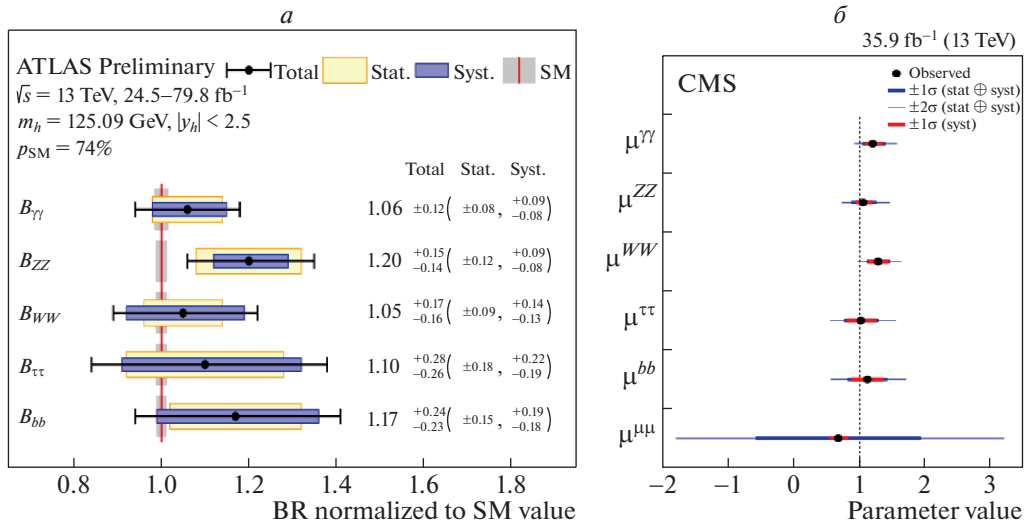 а
ATLAS Preliminary Total Stat. Syst. SM
√s = 13 TeV, 24.5–79.8 fb⁻¹
m_h = 125.09 GeV, |y_h| < 2.5
p_SM = 74%
Total Stat. Syst.
B_γγ 1.06 ±0.12 ( ±0.08 , +0.09 −0.08 )
B_ZZ 1.20 +0.15 −0.14 ( ±0.12 , +0.09 −0.08 )
B_WW 1.05 +0.17 −0.16 ( ±0.09 , +0.14 −0.13 )
B_ττ 1.10 +0.28 −0.26 ( ±0.18 , +0.22 −0.19 )
B_bb 1.17 +0.24 −0.23 ( ±0.15 , +0.19 −0.18 )
0.8 1.0 1.2 1.4 1.6 1.8
BR normalized to SM value
б
35.9 fb⁻¹ (13 TeV)
CMS
Observed
±1σ (stat ⊕ syst)
±2σ (stat ⊕ syst)
±1σ (syst)
μ^γγ
μ^ZZ
μ^WW
μ^ττ
μ^bb
μ^μμ
−2 −1 0 1 2 3
Parameter value